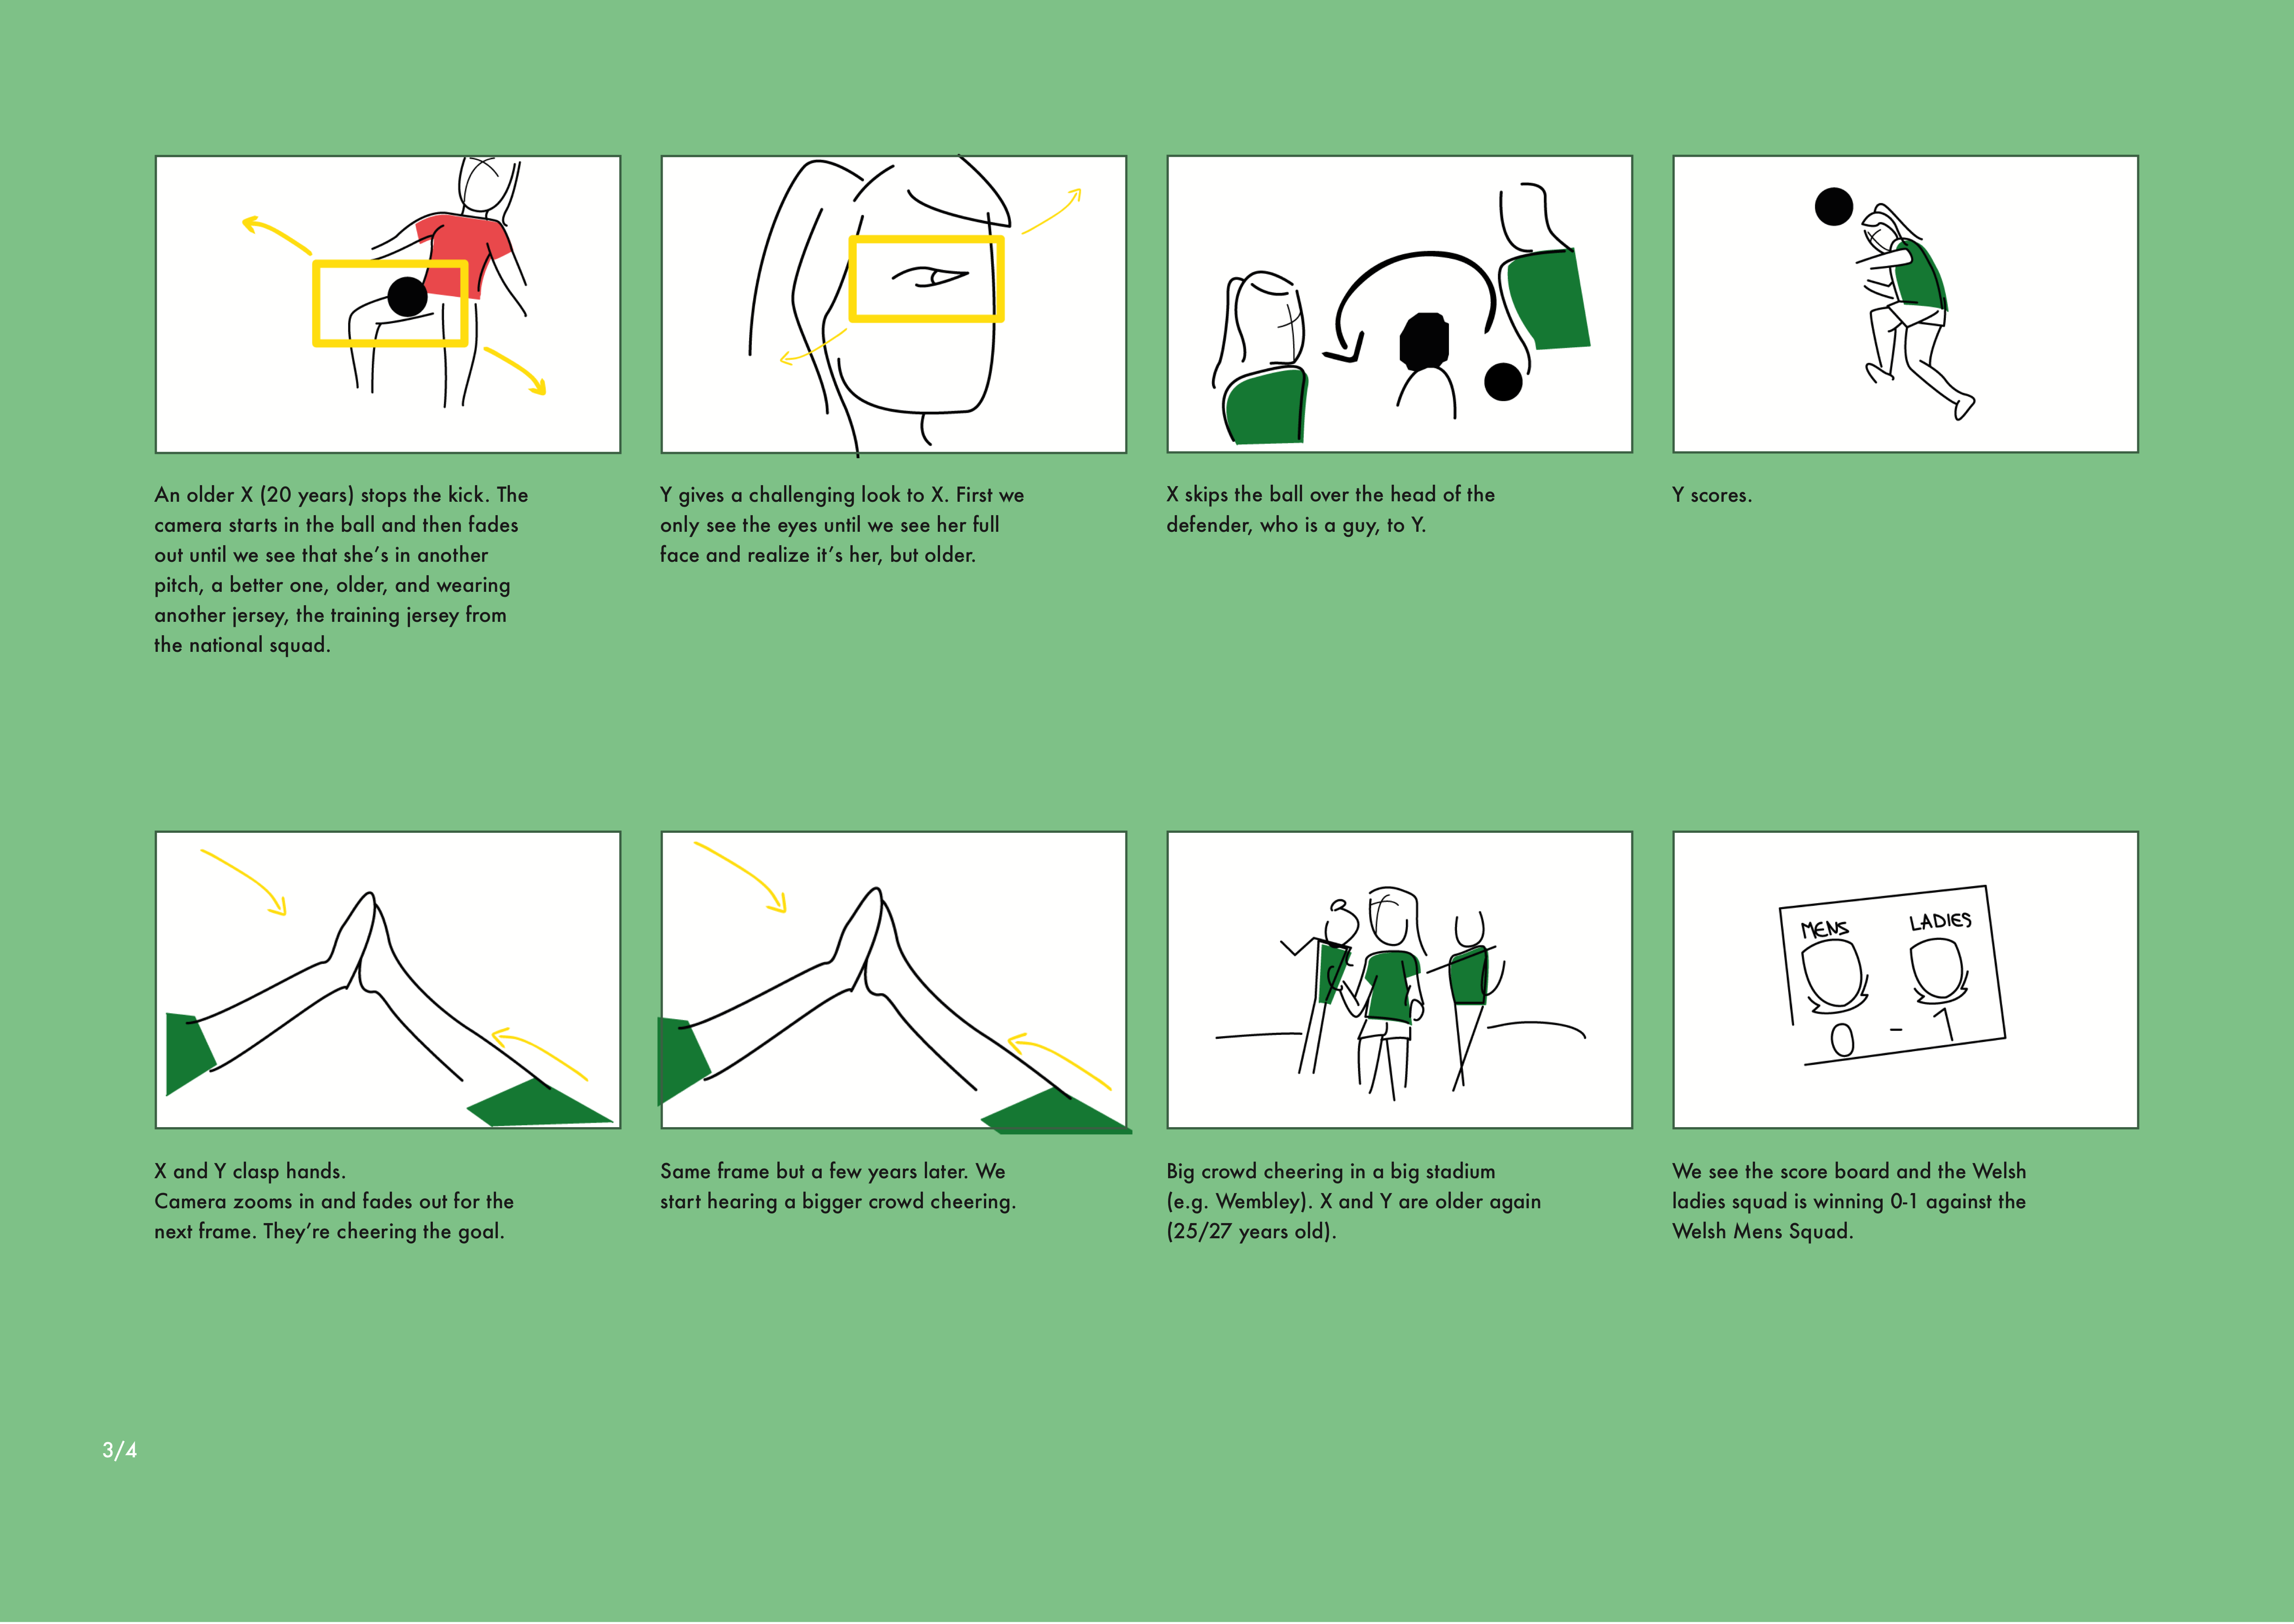 An older X (20 years) stops the kick. The
camera starts in the ball and then fades
out until we see that she's in another
pitch, a better one, older, and wearing
another jersey, the training jersey from
the national squad.
Y gives a challenging look to X. First we
only see the eyes until we see her full
face and realize it's her, but older.
X skips the ball over the head of the
defender, who is a guy, to Y.
Y scores.
X and Y clasp hands.
Camera zooms in and fades out for the
next frame. They're cheering the goal.
Same frame but a few years later. We
start hearing a bigger crowd cheering.
Big crowd cheering in a big stadium
(e.g. Wembley). X and Y are older again
(25/27 years old).
MENS LADIES
0 - 1
We see the score board and the Welsh
ladies squad is winning 0-1 against the
Welsh Mens Squad.
3/4